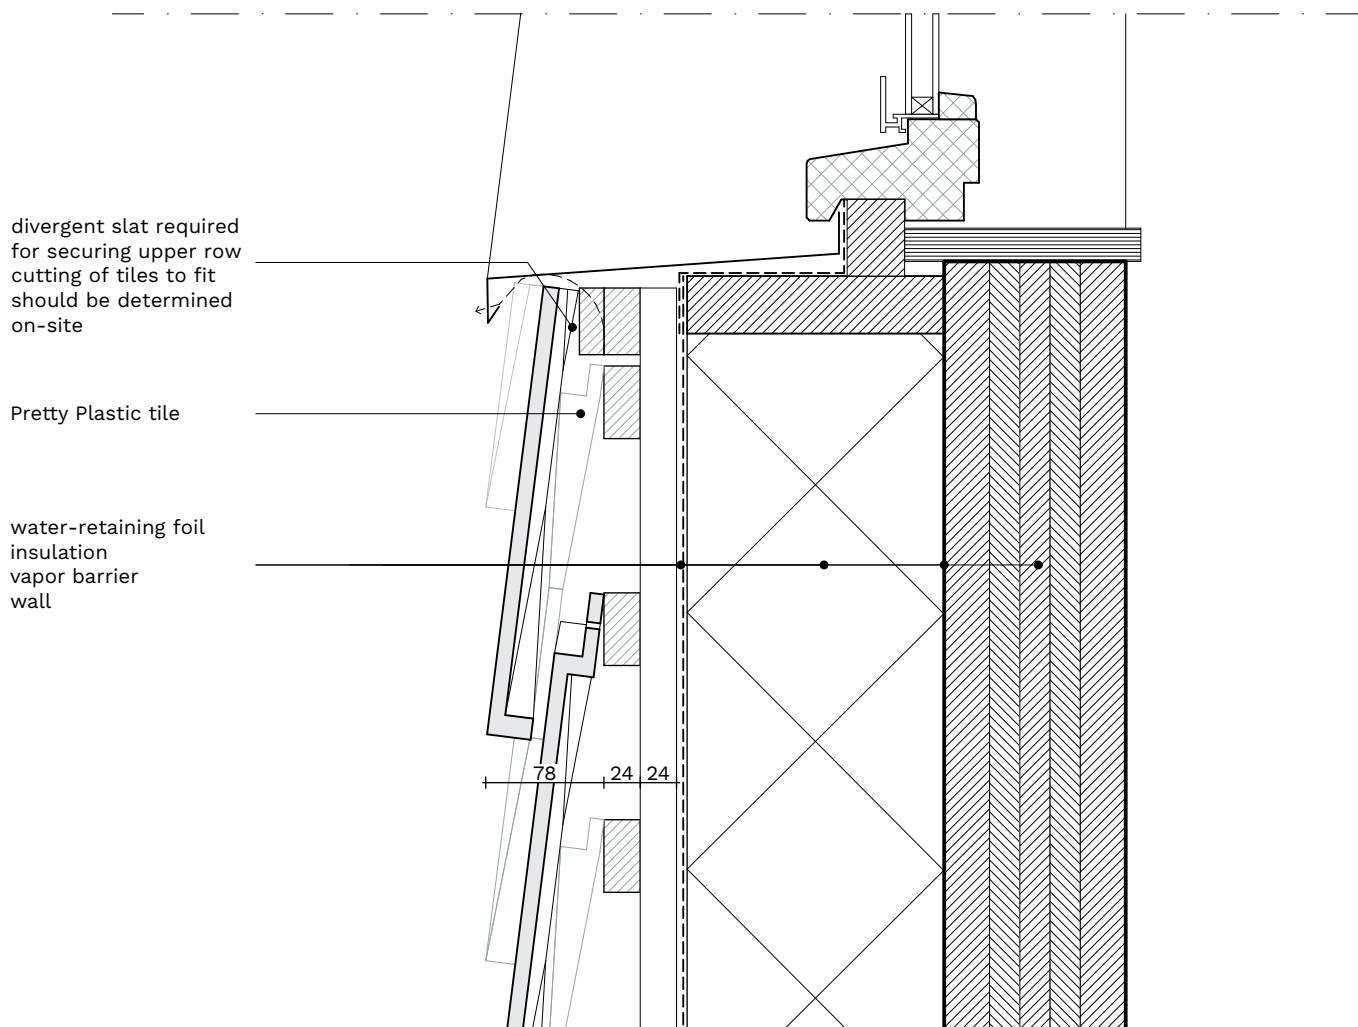 divergent slat required
for securing upper row
cutting of tiles to fit
should be determined
on-site
Pretty Plastic tile
water-retaining foil
insulation
vapor barrier
wall
78
24
24